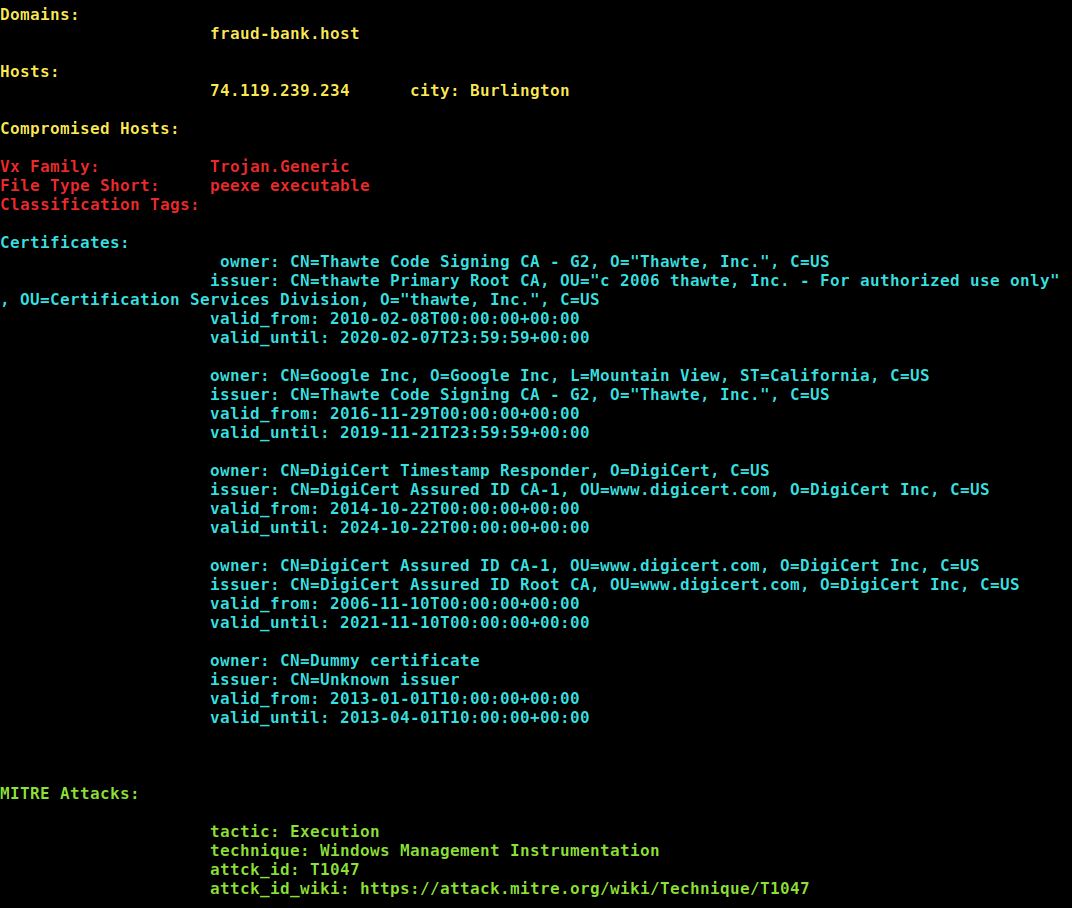 Domains:
fraud-bank.host
Hosts:
74.119.239.234 city: Burlington
Compromised Hosts:
Vx Family: Trojan.Generic
File Type Short: peexe executable
Classification Tags:
Certificates:
owner: CN=Thawte Code Signing CA - G2, O="Thawte, Inc.", C=US
issuer: CN=thawte Primary Root CA, OU="c 2006 thawte, Inc. - For authorized use only"
, OU=Certification Services Division, O="thawte, Inc.", C=US
valid_from: 2010-02-08T00:00:00+00:00
valid_until: 2020-02-07T23:59:59+00:00
owner: CN=Google Inc, O=Google Inc, L=Mountain View, ST=California, C=US
issuer: CN=Thawte Code Signing CA - G2, O="Thawte, Inc.", C=US
valid_from: 2016-11-29T00:00:00+00:00
valid_until: 2019-11-21T23:59:59+00:00
owner: CN=DigiCert Timestamp Responder, O=DigiCert, C=US
issuer: CN=DigiCert Assured ID CA-1, OU=www.digicert.com, O=DigiCert Inc, C=US
valid_from: 2014-10-22T00:00:00+00:00
valid_until: 2024-10-22T00:00:00+00:00
owner: CN=DigiCert Assured ID CA-1, OU=www.digicert.com, O=DigiCert Inc, C=US
issuer: CN=DigiCert Assured ID Root CA, OU=www.digicert.com, O=DigiCert Inc, C=US
valid_from: 2006-11-10T00:00:00+00:00
valid_until: 2021-11-10T00:00:00+00:00
owner: CN=Dummy certificate
issuer: CN=Unknown issuer
valid_from: 2013-01-01T10:00:00+00:00
valid_until: 2013-04-01T10:00:00+00:00
MITRE Attacks:
tactic: Execution
technique: Windows Management Instrumentation
attck_id: T1047
attck_id_wiki: https://attack.mitre.org/wiki/Technique/T1047